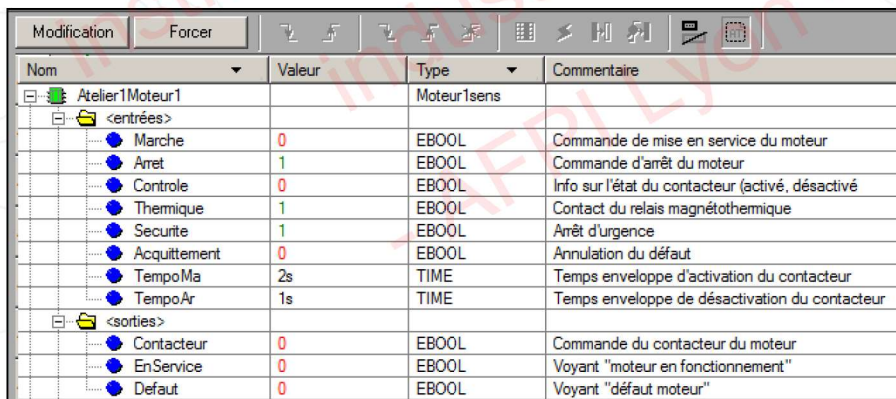 Modification Forcer
Nom Valeur Type Commentaire
Atelier1Moteur1 Moteur1sens
<entrées>
Marche 0 EBOOL Commande de mise en service du moteur
Arret 1 EBOOL Commande d'arrêt du moteur
Controle 0 EBOOL Info sur l'état du contacteur (activé, désactivé
Thermique 1 EBOOL Contact du relais magnétothermique
Securite 1 EBOOL Arrêt d'urgence
Acquittement 0 EBOOL Annulation du défaut
TempoMa 2s TIME Temps enveloppe d'activation du contacteur
TempoAr 1s TIME Temps enveloppe de désactivation du contacteur
<sorties>
Contacteur 0 EBOOL Commande du contacteur du moteur
EnService 0 EBOOL Voyant "moteur en fonctionnement"
Defaut 0 EBOOL Voyant "défaut moteur"
- AFPI Lyon